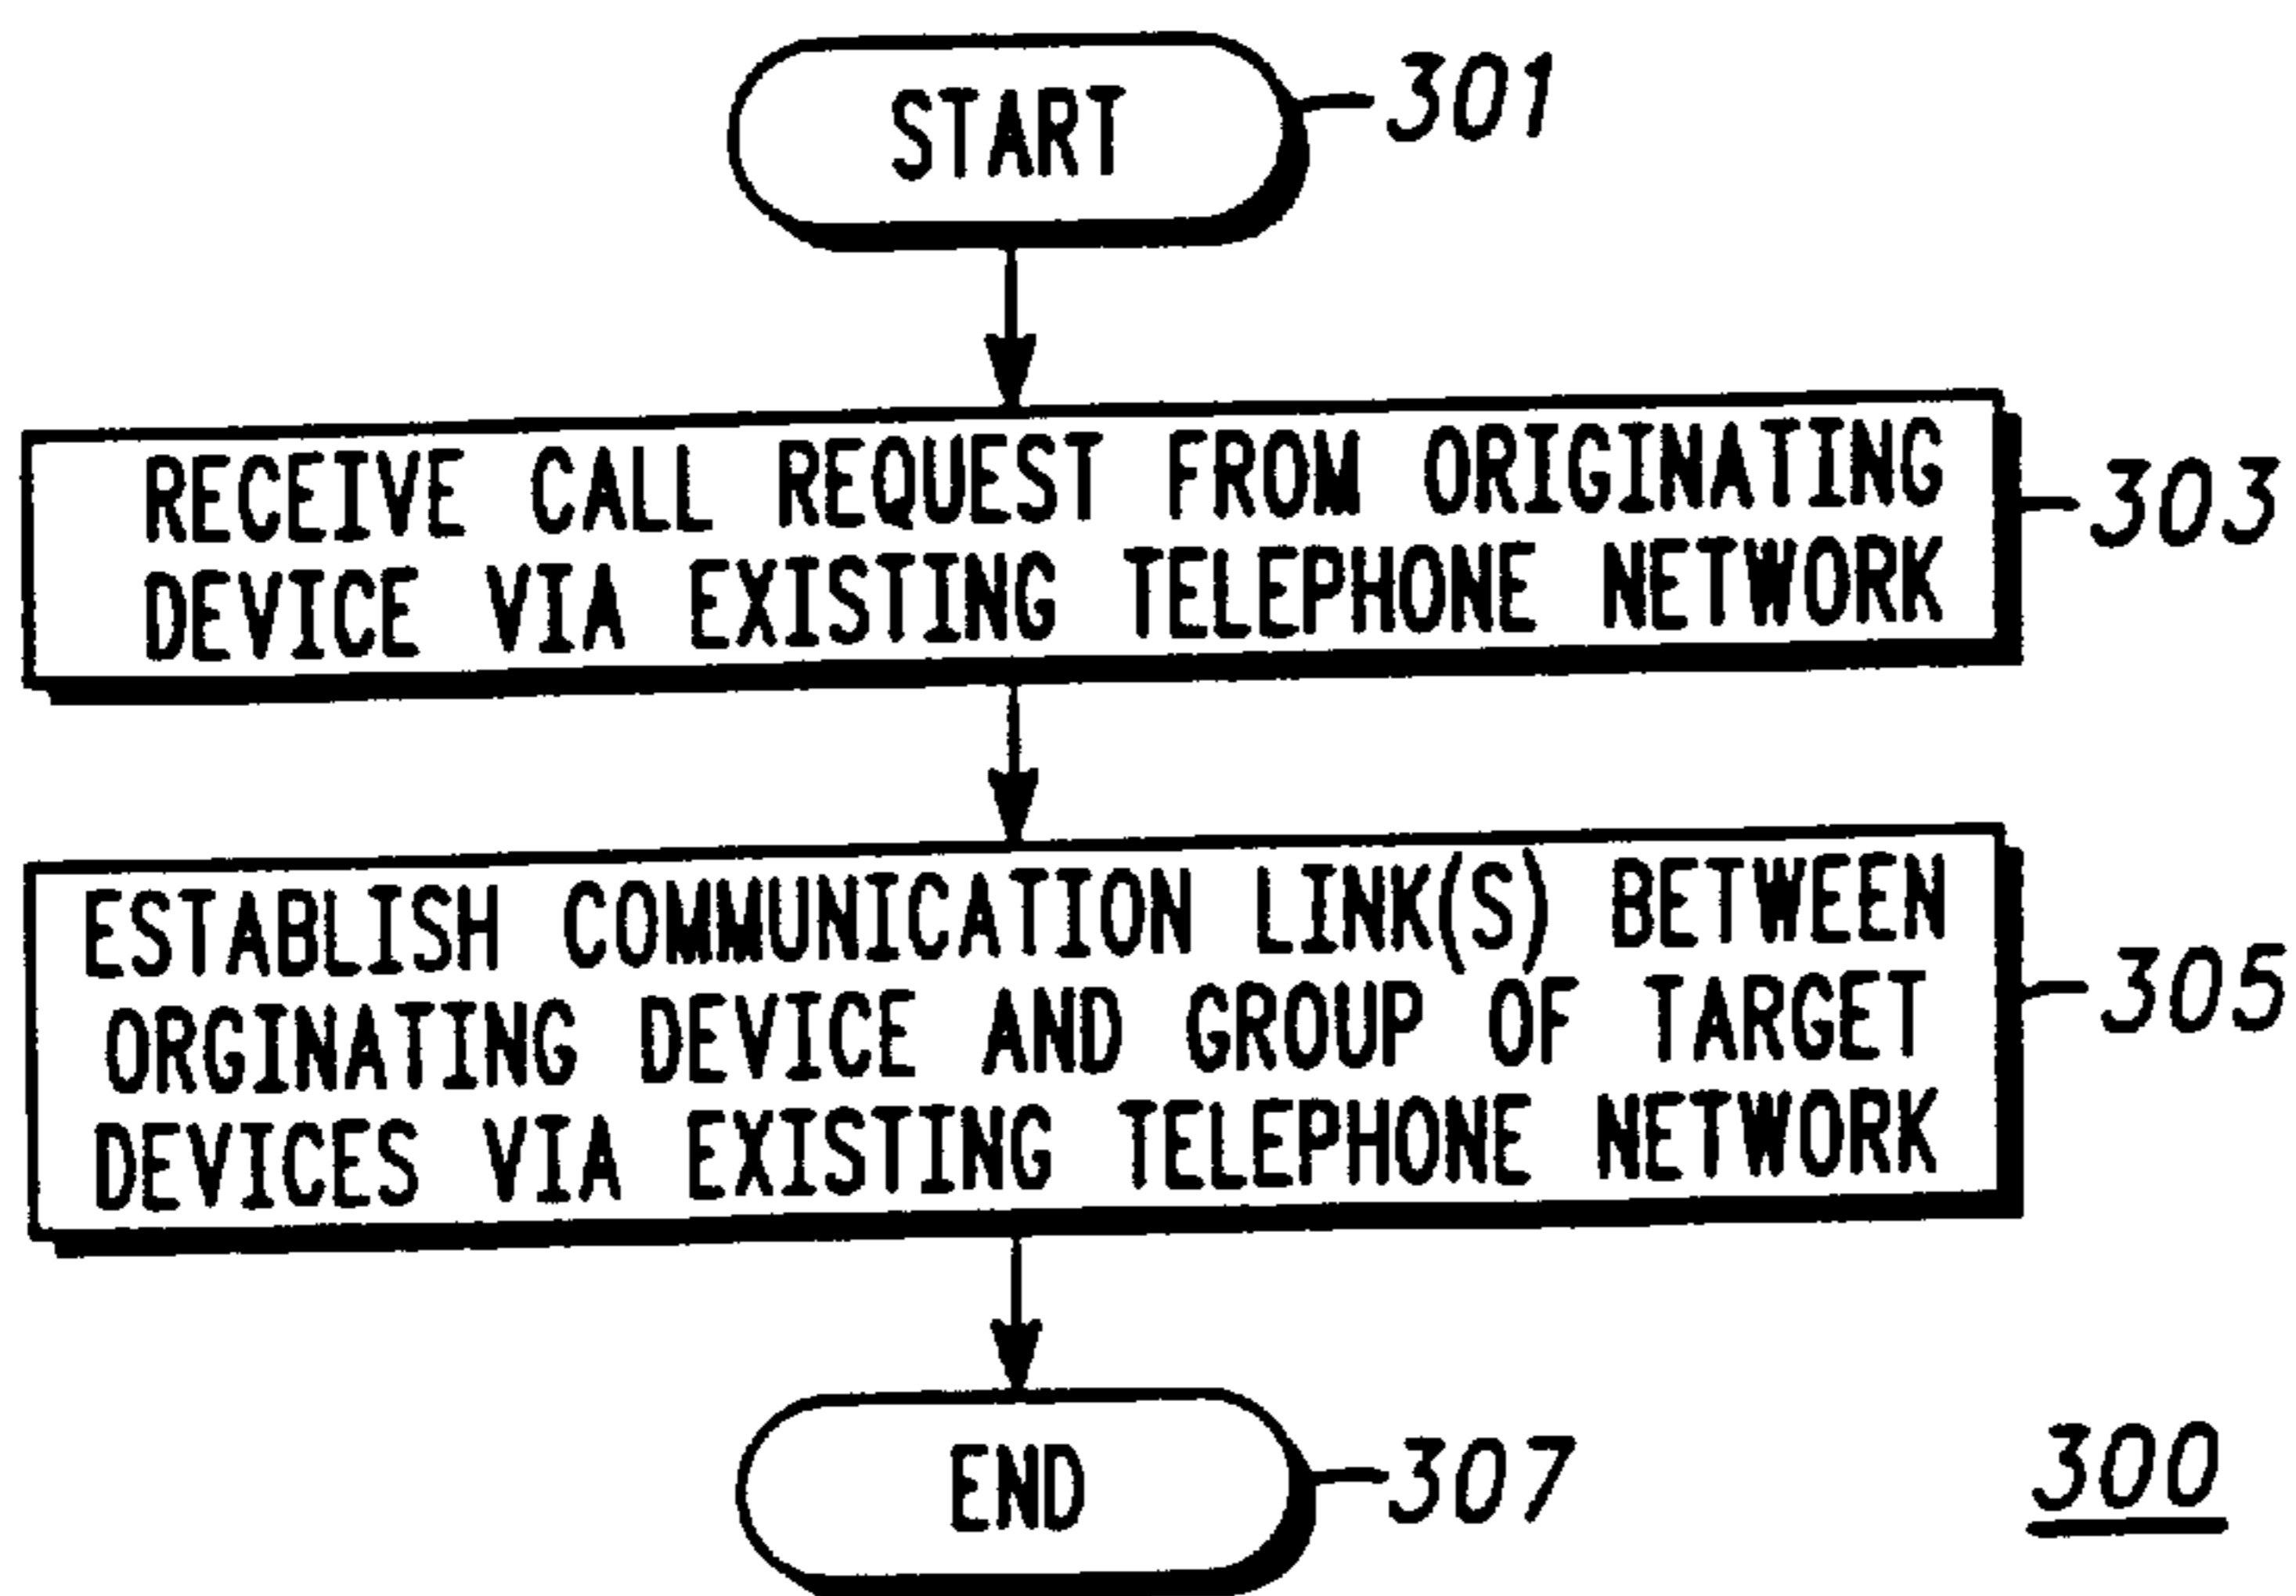 START
301
RECEIVE CALL REQUEST FROM ORIGINATING
DEVICE VIA EXISTING TELEPHONE NETWORK
303
ESTABLISH COMMUNICATION LINK(S) BETWEEN
ORGINATING DEVICE AND GROUP OF TARGET
DEVICES VIA EXISTING TELEPHONE NETWORK
305
END
307
300